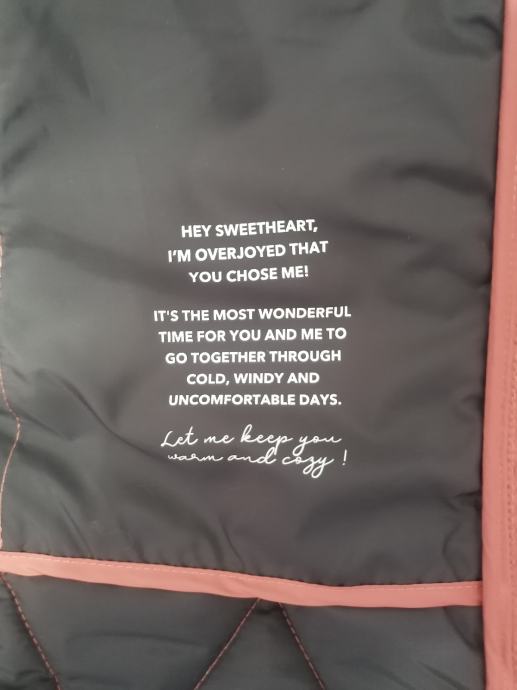 HEY SWEETHEART,
I'M OVERJOYED THAT
YOU CHOSE ME!
IT'S THE MOST WONDERFUL
TIME FOR YOU AND ME TO
GO TOGETHER THROUGH
COLD, WINDY AND
UNCOMFORTABLE DAYS.
Let me keep you
warm and cozy !